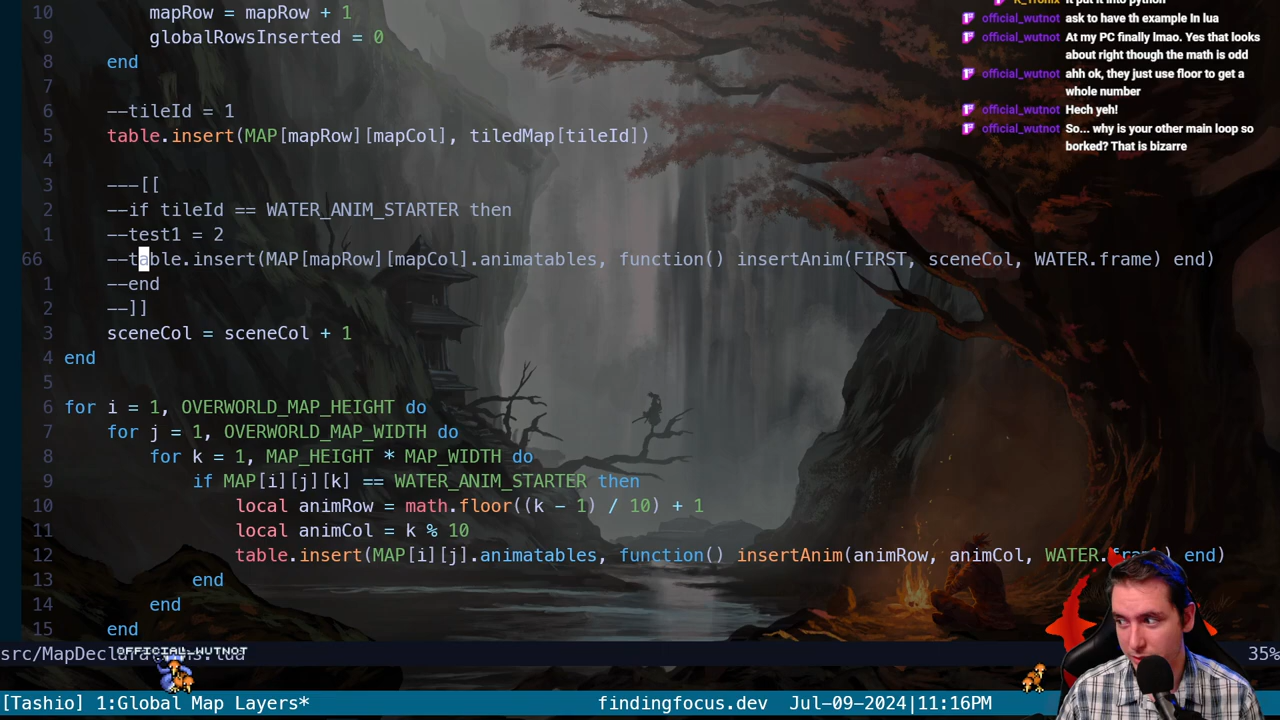 10 mapRow = mapRow + 1
9 globalRowsInserted = 0
8 end
7
6 --tileId = 1
5 table.insert(MAP[mapRow][mapCol], tiledMap[tileId])
4
3 ---[[
2 --if tileId == WATER_ANIM_STARTER then
1 --test1 = 2
66 --table.insert(MAP[mapRow][mapCol].animatables, function() insertAnim(FIRST, sceneCol, WATER.frame) end)
1 --end
2 --]]
3 sceneCol = sceneCol + 1
4 end
5
6 for i = 1, OVERWORLD_MAP_HEIGHT do
7 for j = 1, OVERWORLD_MAP_WIDTH do
8 for k = 1, MAP_HEIGHT * MAP_WIDTH do
9 if MAP[i][j][k] == WATER_ANIM_STARTER then
10 local animRow = math.floor((k - 1) / 10) + 1
11 local animCol = k % 10
12 table.insert(MAP[i][j].animatables, function() insertAnim(animRow, animCol, WATER.frame) end)
13 end
14 end
15 end
OFFICIAL-WUTNOT
35%
[Tashio] 1:Global Map Layers* findingfocus.dev Jul-09-2024|11:16PM
official_wutnot ask to have th example In lua
official_wutnot At my PC finally lmao. Yes that looks
about right though the math is odd
official_wutnot ahh ok, they just use floor to get a
whole number
official_wutnot Hech yeh!
official_wutnot So... why is your other main loop so
borked? That is bizarre